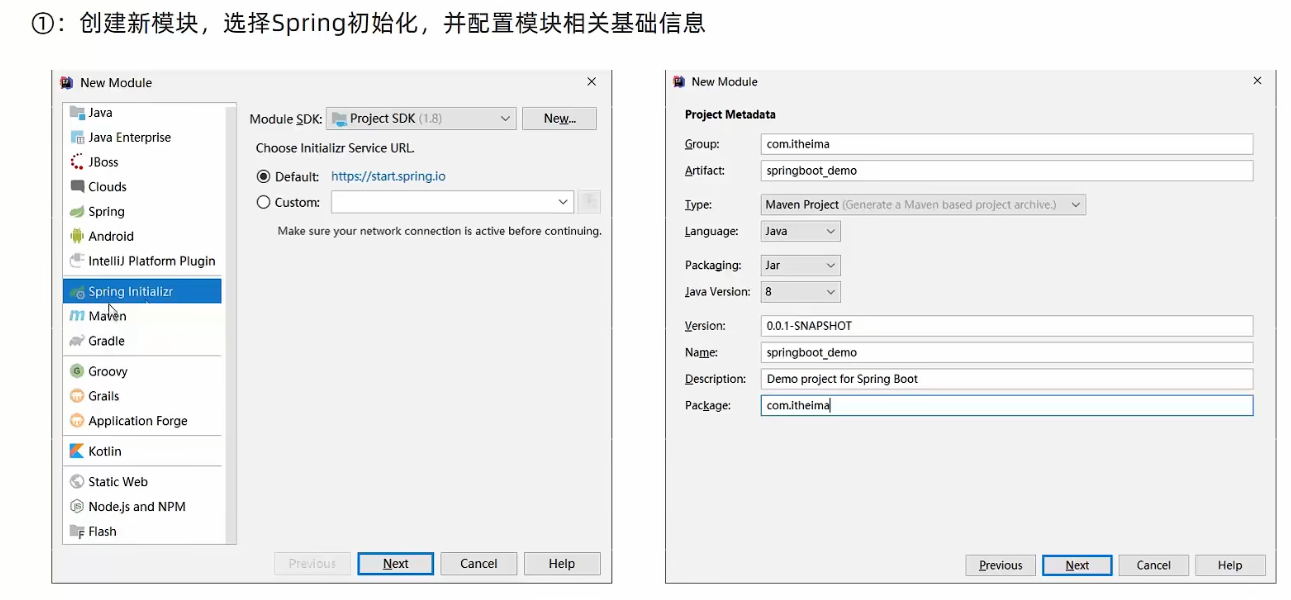 ①：创建新模块，选择Spring初始化，并配置模块相关基础信息
New Module
Java
Java Enterprise
JBoss
Clouds
Spring
Android
IntelliJ Platform Plugin
Spring Initializr
Maven
Gradle
Groovy
Grails
Application Forge
Kotlin
Static Web
Node.js and NPM
Flash
Module SDK: Project SDK (1.8) New...
Choose Initializr Service URL.
Default: https://start.spring.io
Custom:
Make sure your network connection is active before continuing.
Previous Next Cancel Help
New Module
Project Metadata
Group: com.itheima
Artifact: springboot_demo
Type: Maven Project (Generate a Maven based project archive.)
Language: Java
Packaging: Jar
Java Version: 8
Version: 0.0.1-SNAPSHOT
Name: springboot_demo
Description: Demo project for Spring Boot
Package: com.itheima
Previous Next Cancel Help